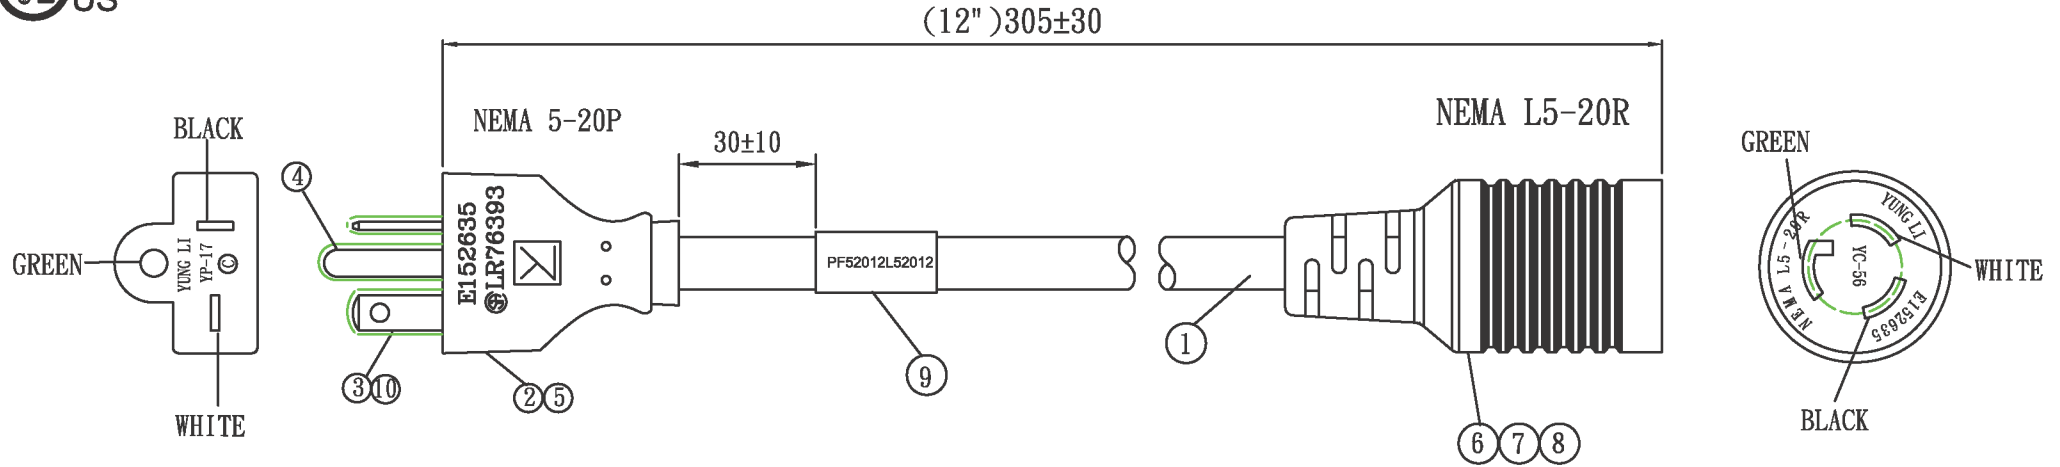 US
(12")305±30
NEMA 5-20P
NEMA L5-20R
30±10
BLACK
GREEN
WHITE
YUNG LI
YP-17
©
4
3 10
2 5
E152635
LR76393
PF52012L52012
9
1
6 7 8
GREEN
WHITE
BLACK
NEMA L5-20R
YUNG LI
YC-56
E152635